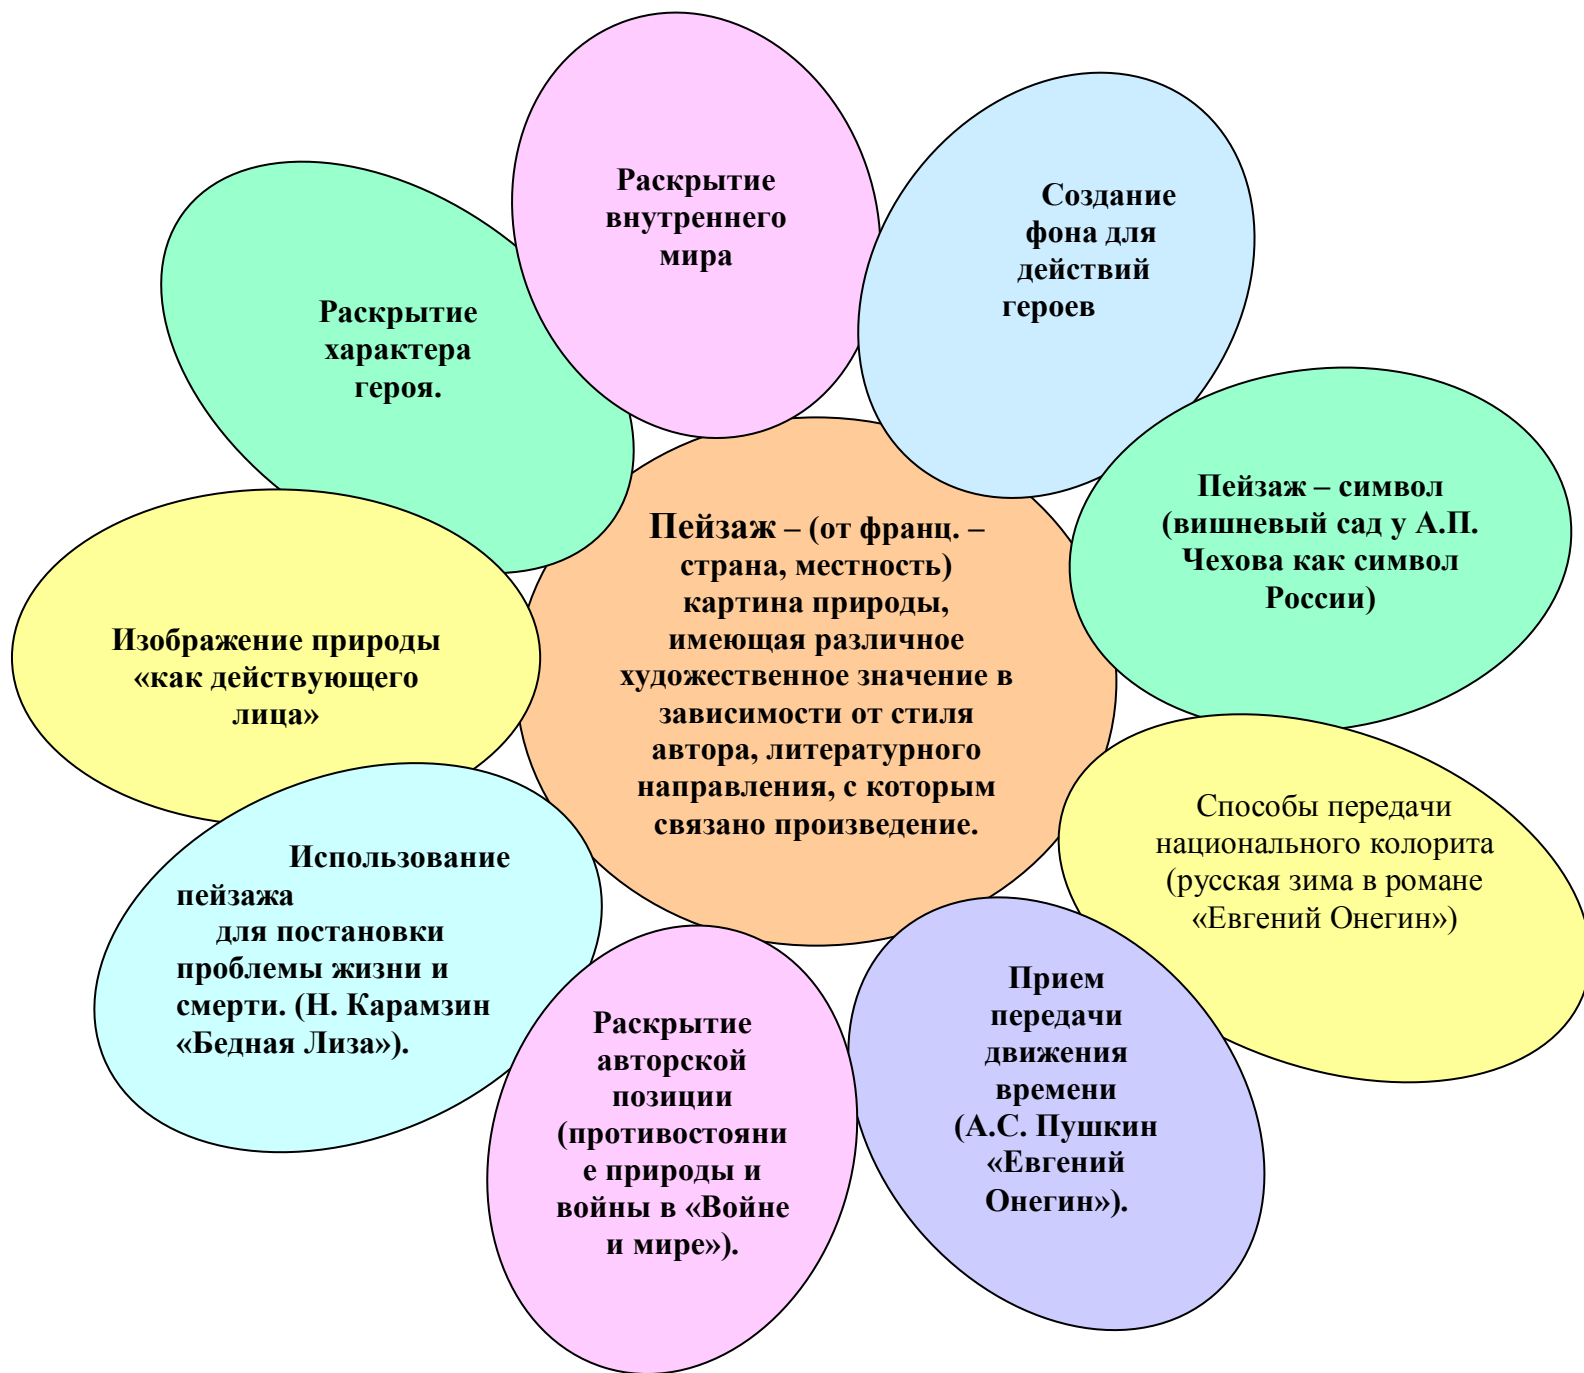 Раскрытие
внутреннего
мира
Создание
фона для
действий
героев
Раскрытие
характера
героя.
Пейзаж – символ
(вишневый сад у А.П.
Чехова как символ
России)
Пейзаж – (от франц. –
страна, местность)
картина природы,
имеющая различное
художественное значение в
зависимости от стиля
автора, литературного
направления, с которым
связано произведение.
Изображение природы
«как действующего
лица»
Способы передачи
национального колорита
(русская зима в романе
«Евгений Онегин»)
Использование
пейзажа
для постановки
проблемы жизни и
смерти. (Н. Карамзин
«Бедная Лиза»).
Прием
передачи
движения
времени
(А.С. Пушкин
«Евгений
Онегин»).
Раскрытие
авторской
позиции
(противостояни
е природы и
войны в «Войне
и мире»).